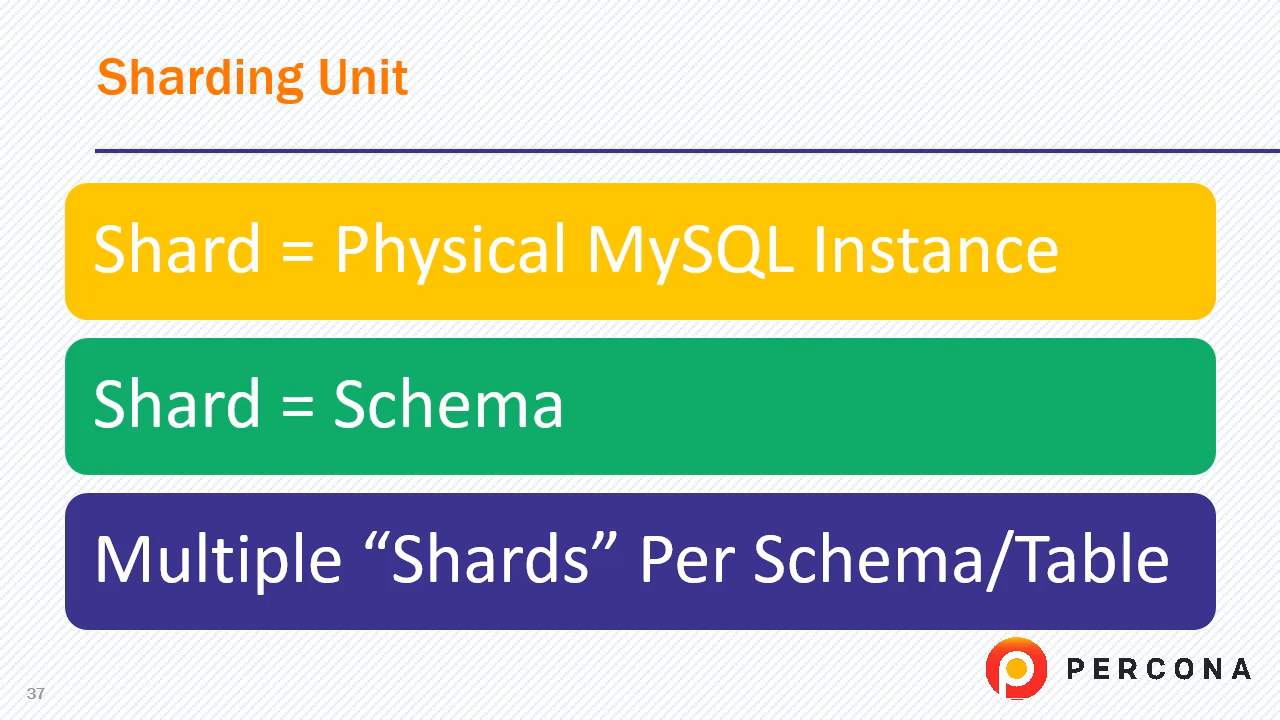 Sharding Unit
Shard = Physical MySQL Instance
Shard = Schema
Multiple “Shards” Per Schema/Table
PERCONA
37